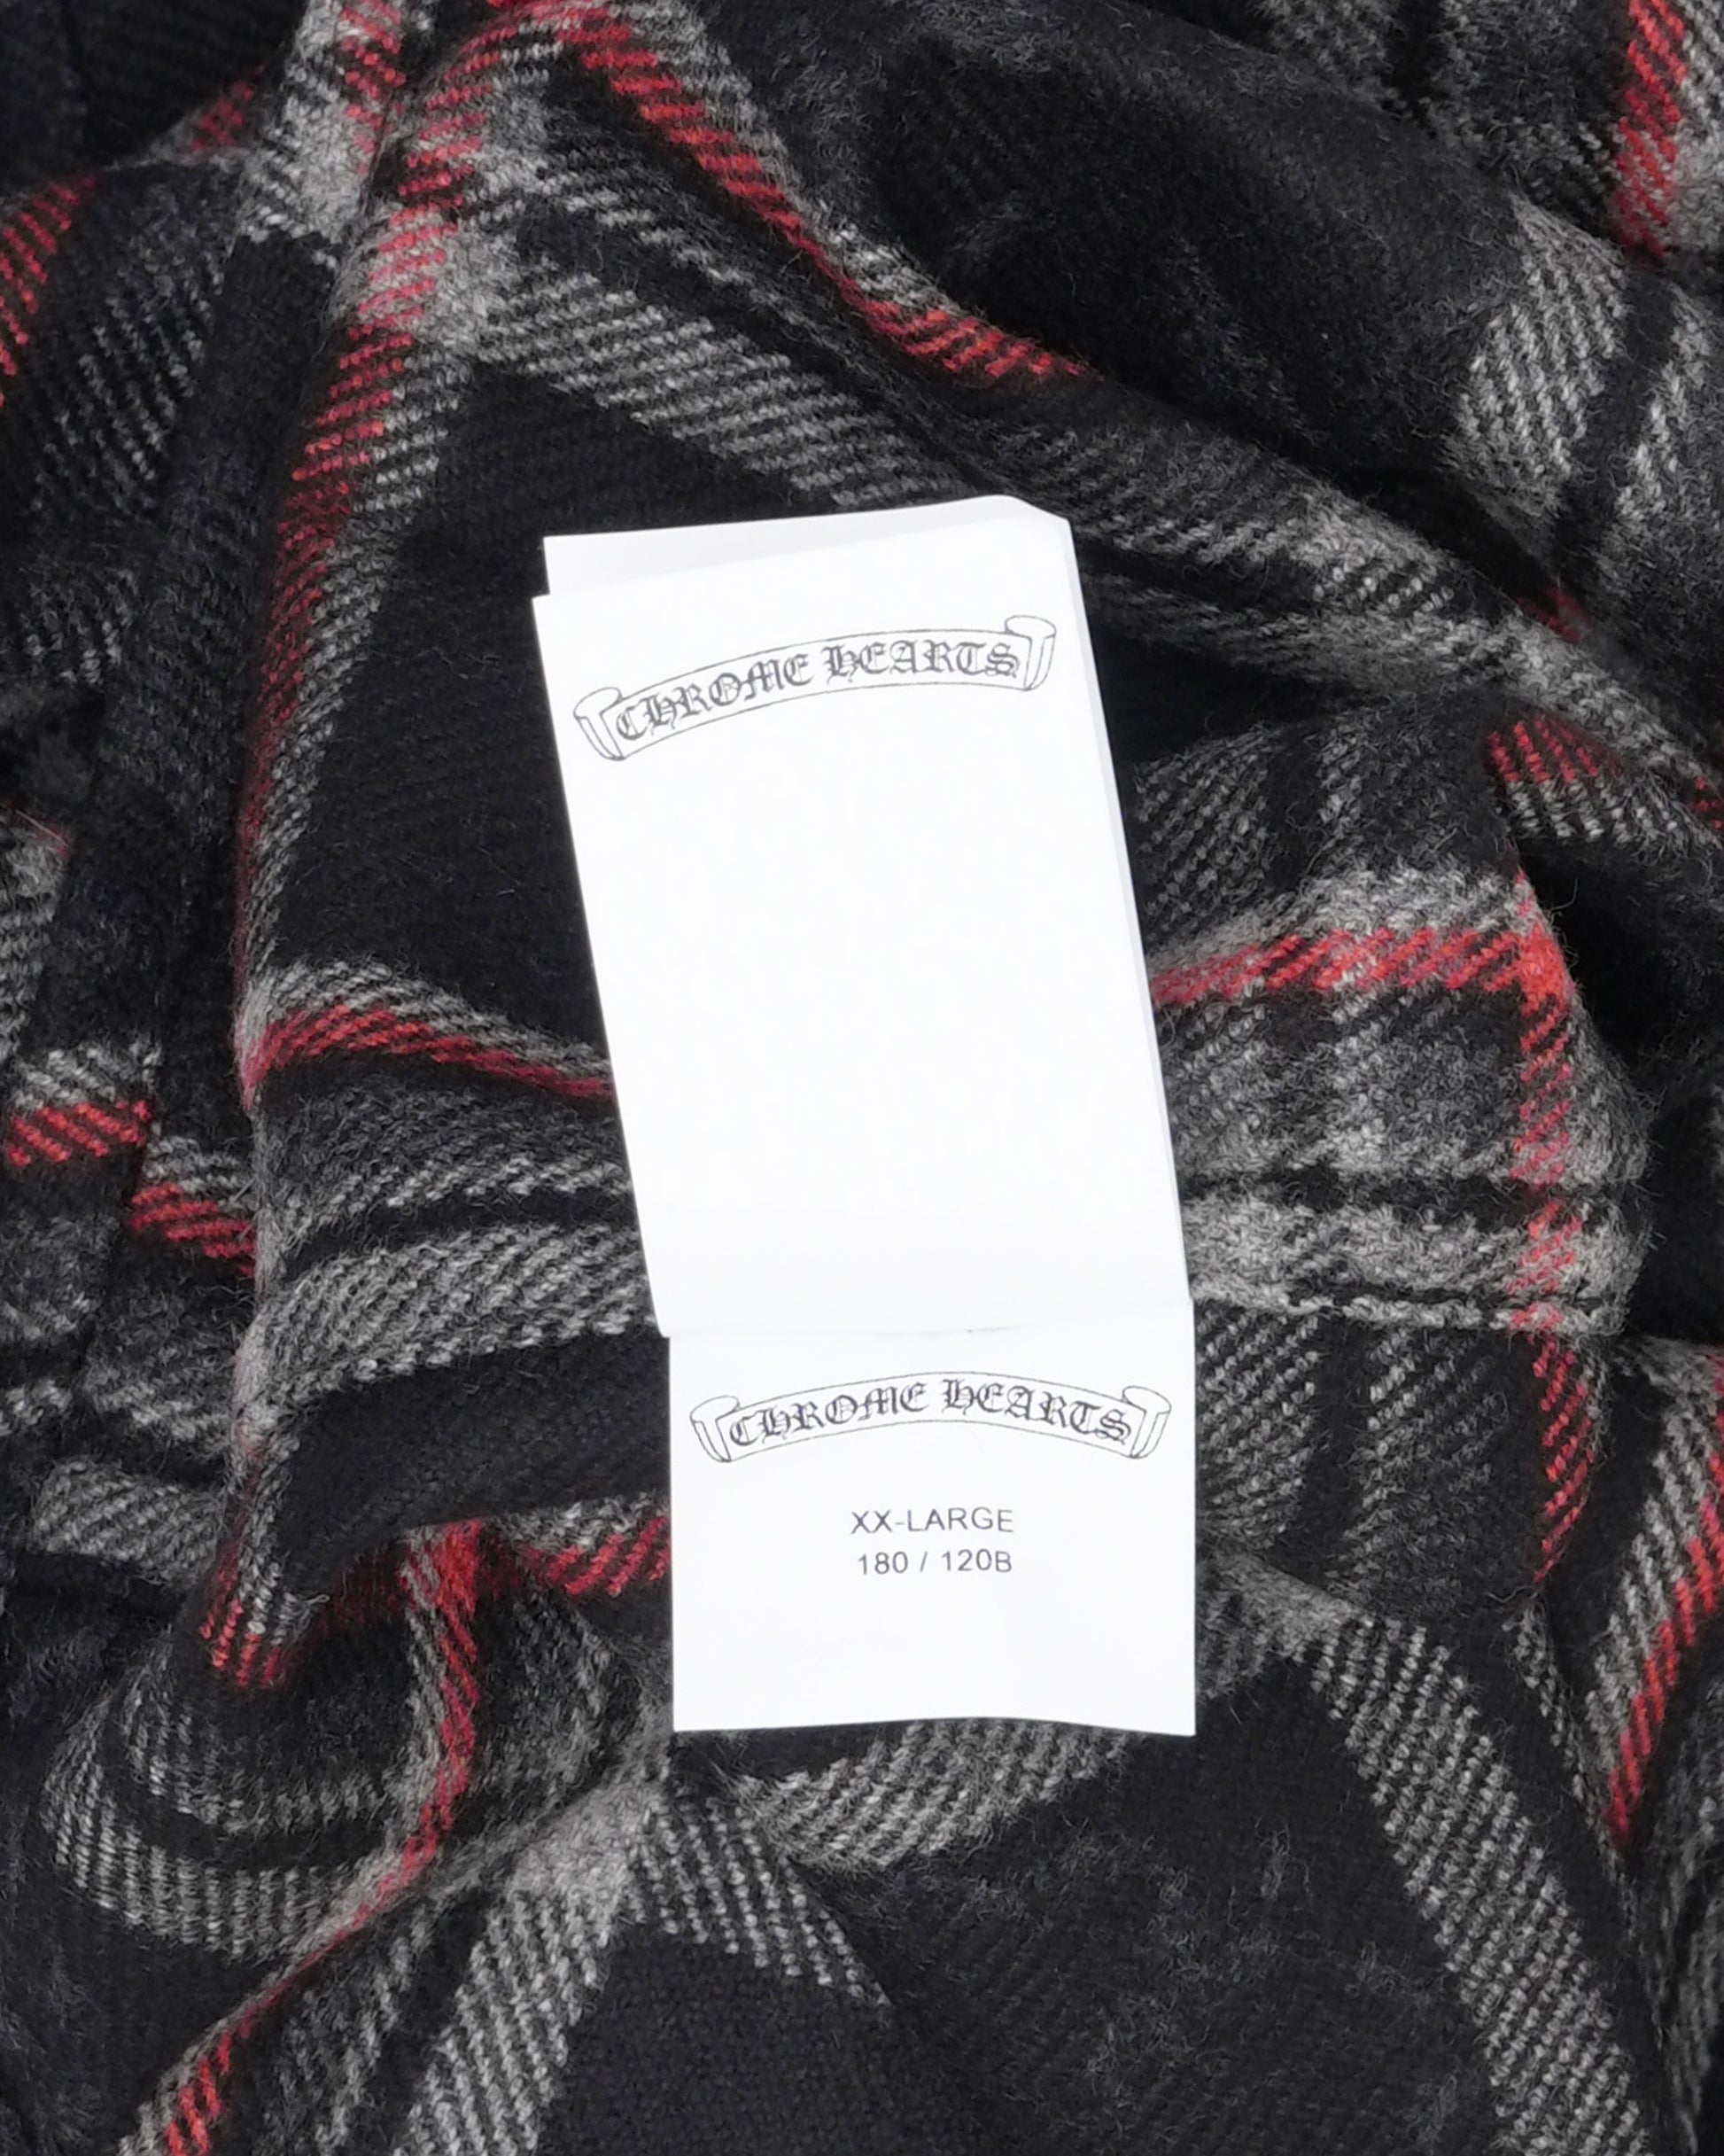 CHROME HEARTS
CHROME HEARTS
XX-LARGE
180 / 120B